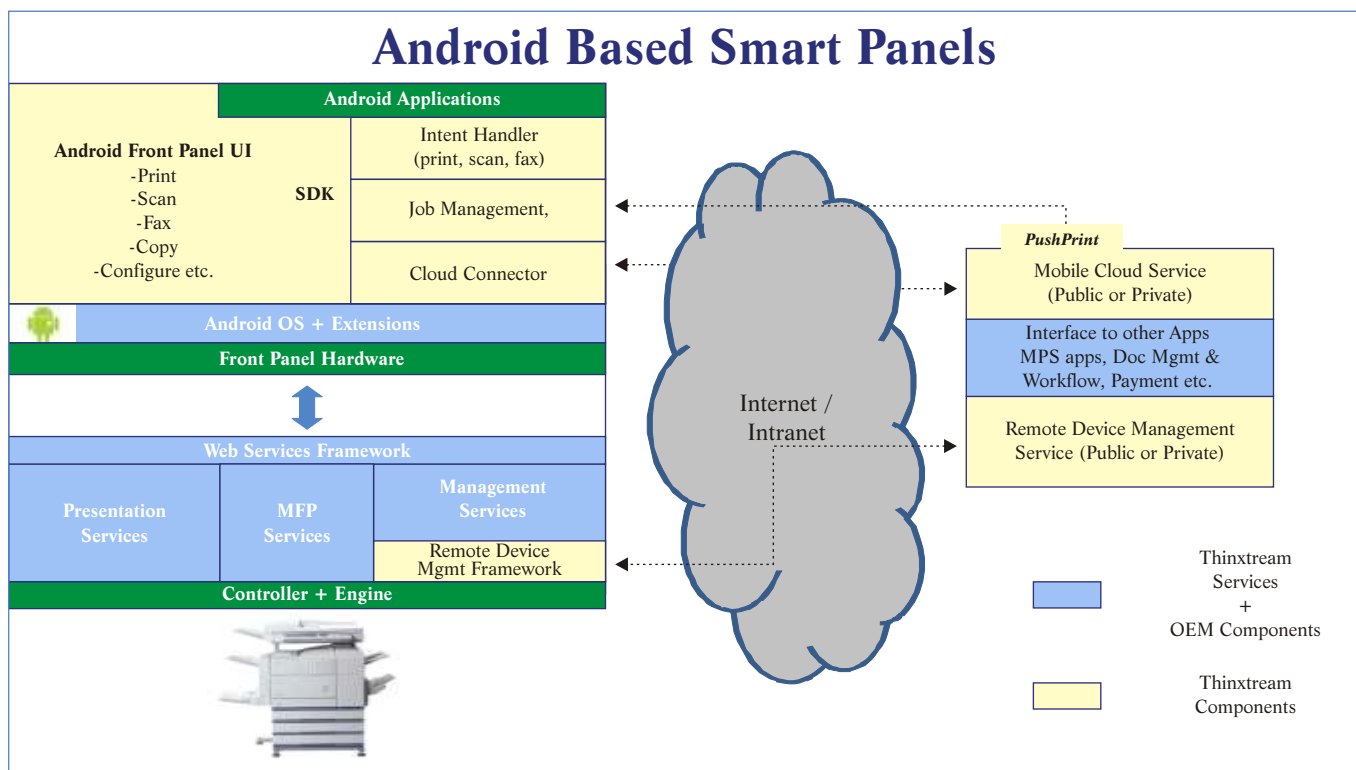 Android Based Smart Panels
Android Applications
Android Front Panel UI
-Print
-Scan
-Fax
-Copy
-Configure etc.
SDK
Intent Handler
(print, scan, fax)
Job Management,
Cloud Connector
Android OS + Extensions
Front Panel Hardware
Web Services Framework
Presentation
Services
MFP
Services
Management
Services
Remote Device
Mgmt Framework
Controller + Engine
Internet /
Intranet
PushPrint
Mobile Cloud Service
(Public or Private)
Interface to other Apps
MPS apps, Doc Mgmt &
Workflow, Payment etc.
Remote Device Management
Service (Public or Private)
Thinxtream
Services
+
OEM Components
Thinxtream
Components